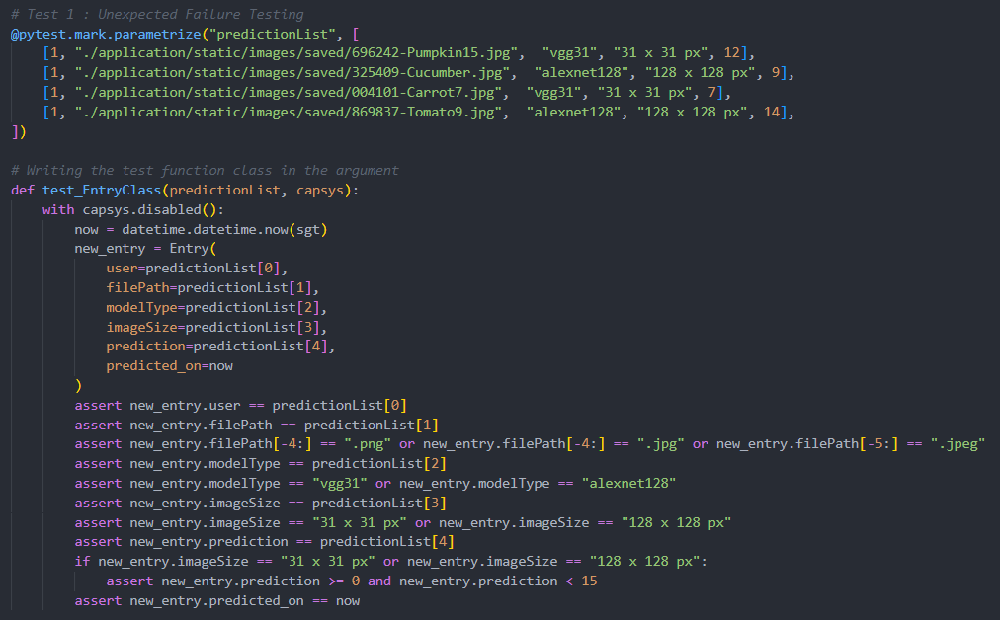 # Test 1 : Unexpected Failure Testing
@pytest.mark.parametrize("predictionList", [
    [1, "./application/static/images/saved/696242-Pumpkin15.jpg",  "vgg31", "31 x 31 px", 12],
    [1, "./application/static/images/saved/325409-Cucumber.jpg",  "alexnet128", "128 x 128 px", 9],
    [1, "./application/static/images/saved/004101-Carrot7.jpg",  "vgg31", "31 x 31 px", 7],
    [1, "./application/static/images/saved/869837-Tomato9.jpg",  "alexnet128", "128 x 128 px", 14],
])
# Writing the test function class in the argument
def test_EntryClass(predictionList, capsys):
    with capsys.disabled():
        now = datetime.datetime.now(sgt)
        new_entry = Entry(
            user=predictionList[0],
            filePath=predictionList[1],
            modelType=predictionList[2],
            imageSize=predictionList[3],
            prediction=predictionList[4],
            predicted_on=now
        )
        assert new_entry.user == predictionList[0]
        assert new_entry.filePath == predictionList[1]
        assert new_entry.filePath[-4:] == ".png" or new_entry.filePath[-4:] == ".jpg" or new_entry.filePath[-5:] == ".jpeg"
        assert new_entry.modelType == predictionList[2]
        assert new_entry.modelType == "vgg31" or new_entry.modelType == "alexnet128"
        assert new_entry.imageSize == predictionList[3]
        assert new_entry.imageSize == "31 x 31 px" or new_entry.imageSize == "128 x 128 px"
        assert new_entry.prediction == predictionList[4]
        if new_entry.imageSize == "31 x 31 px" or new_entry.imageSize == "128 x 128 px":
            assert new_entry.prediction >= 0 and new_entry.prediction < 15
        assert new_entry.predicted_on == now